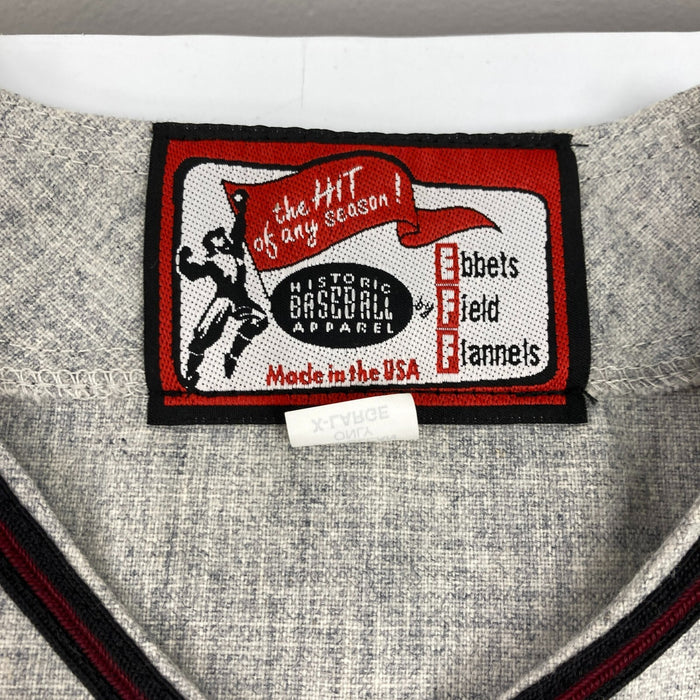 the HIT
of any season!
HISTORIC
BASEBALL
APPAREL
by
Ebbets
Field
Flannels
Made in the USA
X-LARGE
ONLY